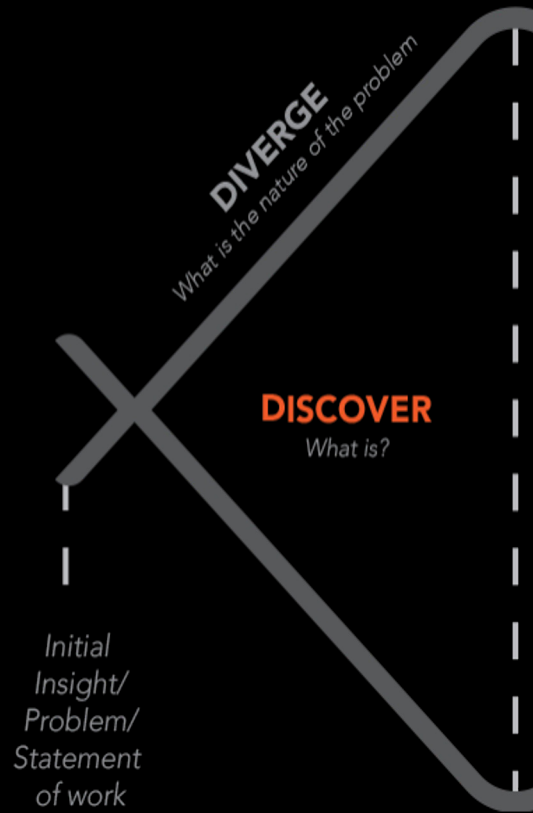 DIVERGE
What is the nature of the problem
DISCOVER
What is?
Initial
Insight/
Problem/
Statement
of work